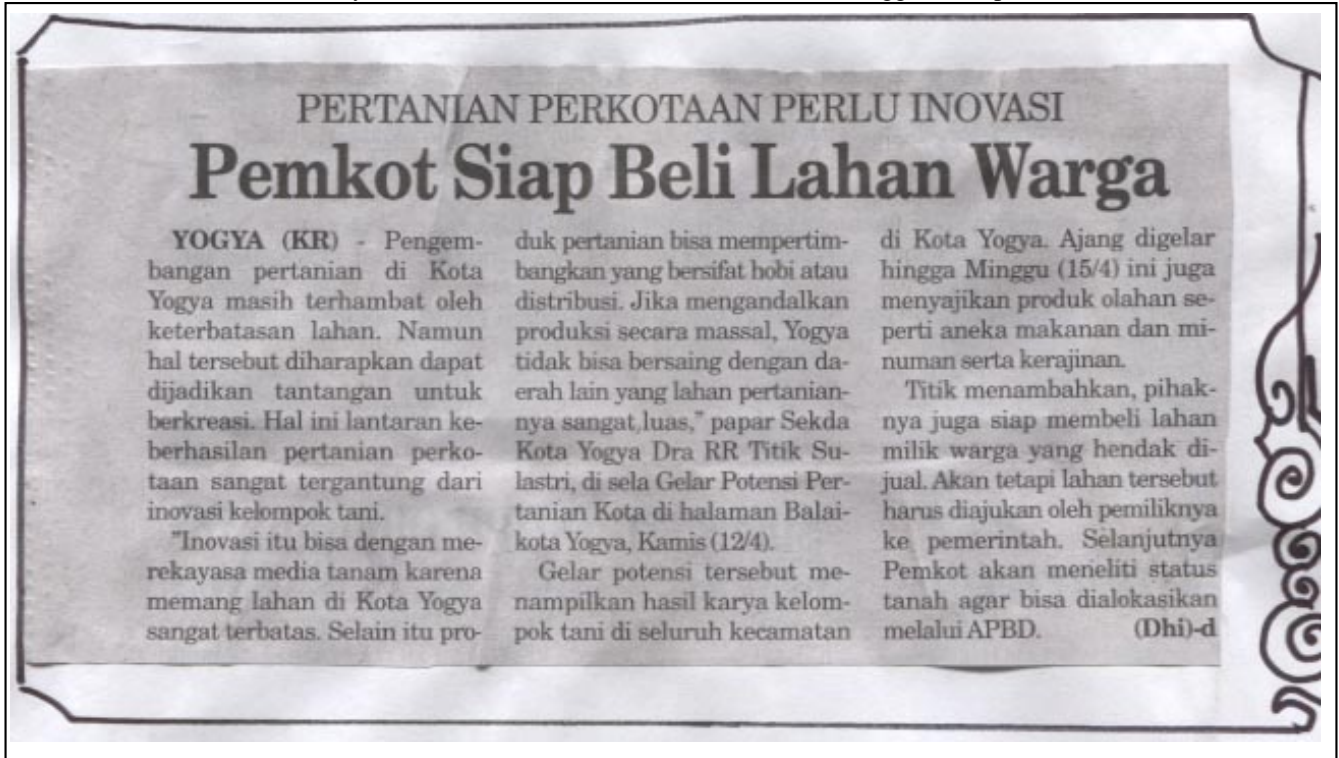 PERTANIAN PERKOTAAN PERLU INOVASI
Pemkot Siap Beli Lahan Warga
YOGYA (KR) - Pengem-
bangan pertanian di Kota
Yogya masih terhambat oleh
keterbatasan lahan. Namun
hal tersebut diharapkan dapat
dijadikan tantangan untuk
berkreasi. Hal ini lantaran ke-
berhasilan pertanian perko-
taan sangat tergantung dari
inovasi kelompok tani.
"Inovasi itu bisa dengan me-
rekayasa media tanam karena
memang lahan di Kota Yogya
sangat terbatas. Selain itu pro-
duk pertanian bisa mempertim-
bangkan yang bersifat hobi atau
distribusi. Jika mengandalkan
produksi secara massal, Yogya
tidak bisa bersaing dengan da-
erah lain yang lahan pertanian-
nya sangat luas," papar Sekda
Kota Yogya Dra RR Titik Su-
lastri, di sela Gelar Potensi Per-
tanian Kota di halaman Balai-
kota Yogya, Kamis (12/4).
Gelar potensi tersebut me-
nampilkan hasil karya kelom-
pok tani di seluruh kecamatan
di Kota Yogya. Ajang digelar
hingga Minggu (15/4) ini juga
menyajikan produk olahan se-
perti aneka makanan dan mi-
numan serta kerajinan.
Titik menambahkan, pihak-
nya juga siap membeli lahan
milik warga yang hendak di-
jual. Akan tetapi lahan tersebut
harus diajukan oleh pemiliknya
ke pemerintah. Selanjutnya
Pemkot akan meneliti status
tanah agar bisa dialokasikan
melalui APBD. (Dhi)-d